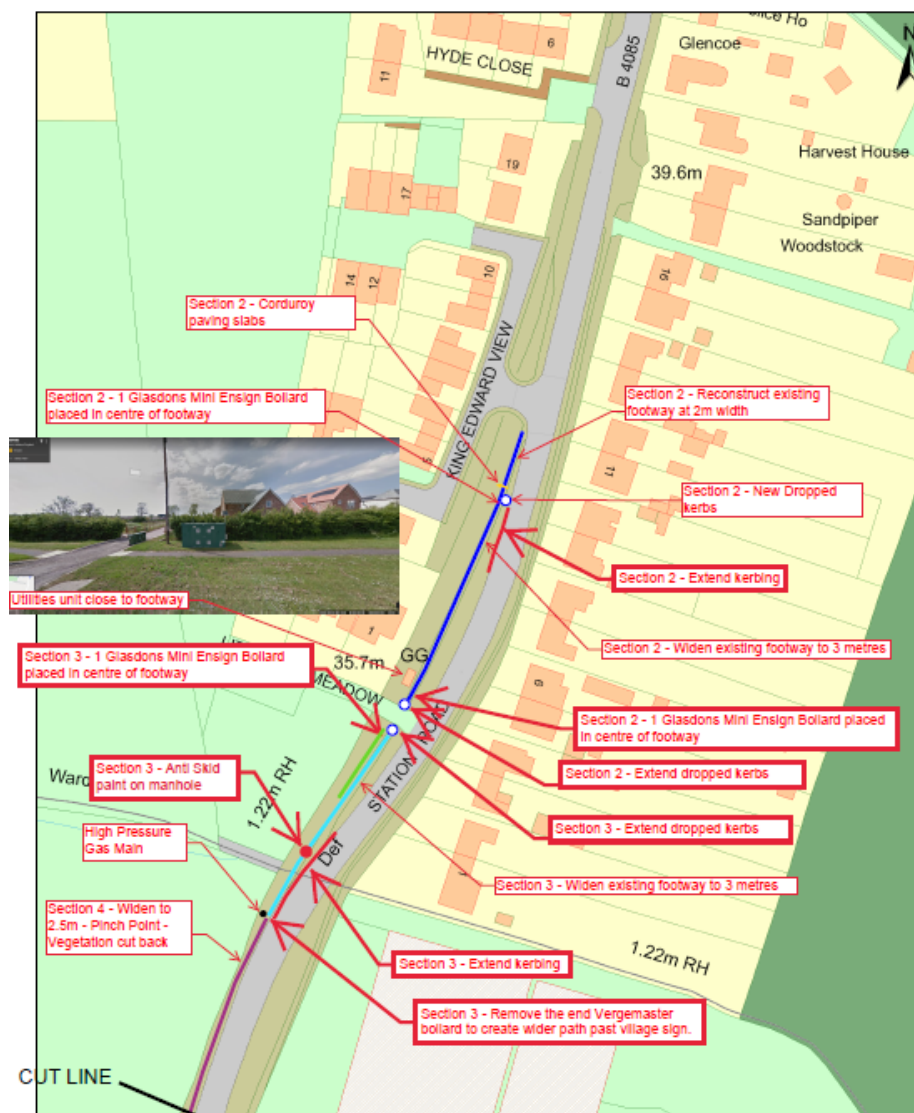 HYDE CLOSE
6
11
B 4085
Glencoe
N
19
17
39.6m
Harvest House
Sandpiper
Woodstock
14
12
10
16
Section 2 - Corduroy
paving slabs
KING EDWARD VIEW
Section 2 - 1 Glasdons Mini Ensign Bollard
placed in centre of footway
Section 2 - Reconstruct existing
footway at 2m width
5
11
Section 2 - New Dropped
kerbs
Section 2 - Extend kerbing
Utilities unit close to footway
1
Section 2 - Widen existing footway to 3 metres
Section 3 - 1 Glasdons Mini Ensign Bollard
placed in centre of footway
35.7m
GG
MEADOW
6
Section 2 - 1 Glasdons Mini Ensign Bollard placed
in centre of footway
STATION ROAD
Section 3 - Anti Skid
paint on manhole
Section 2 - Extend dropped kerbs
Ward
1.22m RH
Section 3 - Extend dropped kerbs
High Pressure
Gas Main
Def
1
Section 3 - Widen existing footway to 3 metres
Section 4 - Widen to
2.5m - Pinch Point -
Vegetation cut back
1.22m RH
Section 3 - Extend kerbing
Section 3 - Remove the end Vergemaster
bollard to create wider path past village sign.
CUT LINE